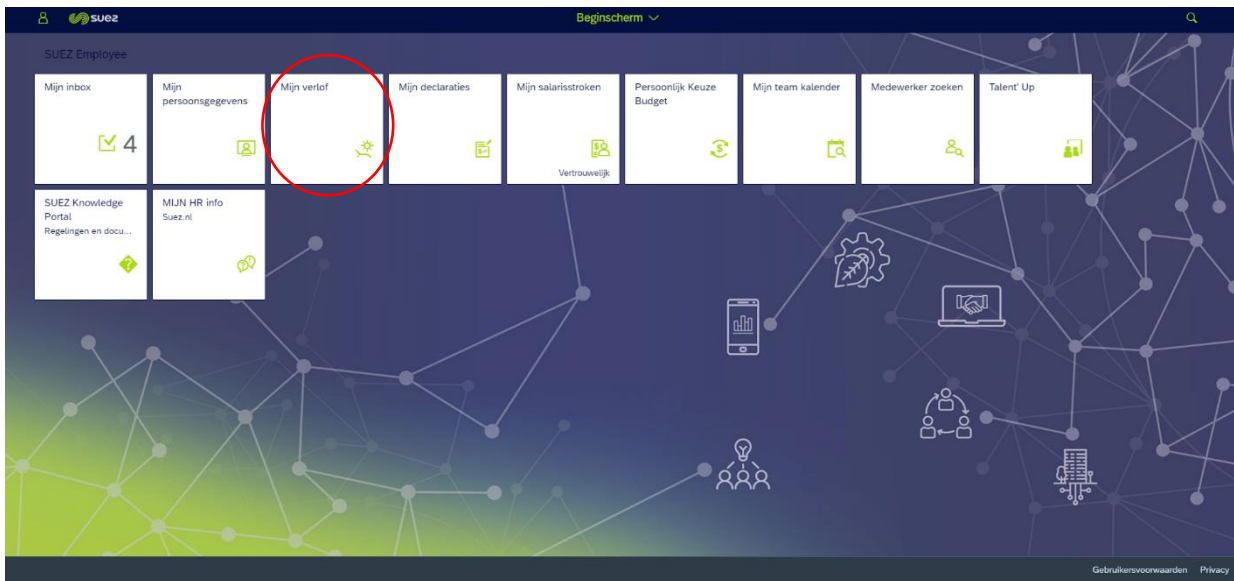 suez
Beginscherm
SUEZ Employee
Mijn inbox
4
Mijn
persoonsgegevens
Mijn verlof
Mijn declaraties
Mijn salarisstroken
Vertrouwelijk
Persoonlijk Keuze
Budget
Mijn team kalender
Medewerker zoeken
Talent' Up
SUEZ Knowledge
Portal
Regelingen en docu...
MIJN HR info
Suez.nl
Gebruikersvoorwaarden Privacy